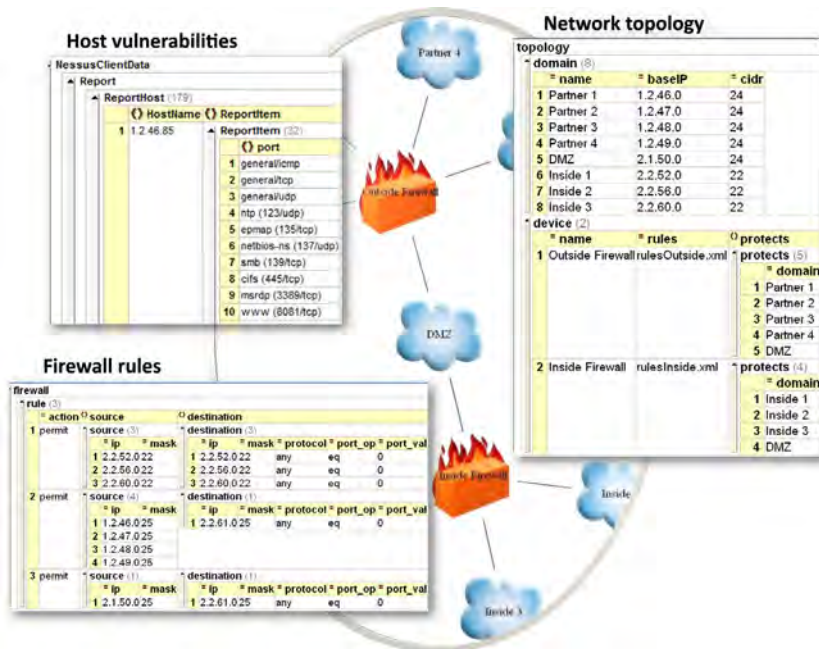 Host vulnerabilities
NessusClientData
Report
ReportHost (179)
HostName ReportItem
1 1.2.46.85 ReportItem (32)
port
1 general/icmp
2 general/tcp
3 general/udp
4 ntp (123/udp)
5 epmap (135/tcp)
6 netbios-ns (137/udp)
7 smb (139/tcp)
8 cifs (445/tcp)
9 msrdp (3389/tcp)
10 www (8081/tcp)
Partner 4
Outside Firewall
DMZ
Inside Firewall
Inside
Inside 3
Network topology
topology
domain (8)
name baseIP cidr
1 Partner 1 1.2.46.0 24
2 Partner 2 1.2.47.0 24
3 Partner 3 1.2.48.0 24
4 Partner 4 1.2.49.0 24
5 DMZ 2.1.50.0 24
6 Inside 1 2.2.52.0 22
7 Inside 2 2.2.56.0 22
8 Inside 3 2.2.60.0 22
device (2)
name rules protects
1 Outside Firewall rulesOutside.xml protects (5)
domain
1 Partner 1
2 Partner 2
3 Partner 3
4 Partner 4
5 DMZ
2 Inside Firewall rulesInside.xml protects (4)
domain
1 Inside 1
2 Inside 2
3 Inside 3
4 DMZ
Firewall rules
firewall
rule (3)
action source destination
1 permit source (3) destination (3)
ip mask ip mask protocol port_op port_val
1 2.2.52.0 22 1 2.2.52.0 22 any eq 0
2 2.2.56.0 22 2 2.2.56.0 22 any eq 0
3 2.2.60.0 22 3 2.2.60.0 22 any eq 0
2 permit source (4) destination (1)
ip mask ip mask protocol port_op port_val
1 1.2.46.0 25 1 2.2.61.0 25 any eq 0
2 1.2.47.0 25
3 1.2.48.0 25
4 1.2.49.0 25
3 permit source (1) destination (1)
ip mask ip mask protocol port_op port_val
1 2.1.50.0 25 1 2.2.61.0 25 any eq 0